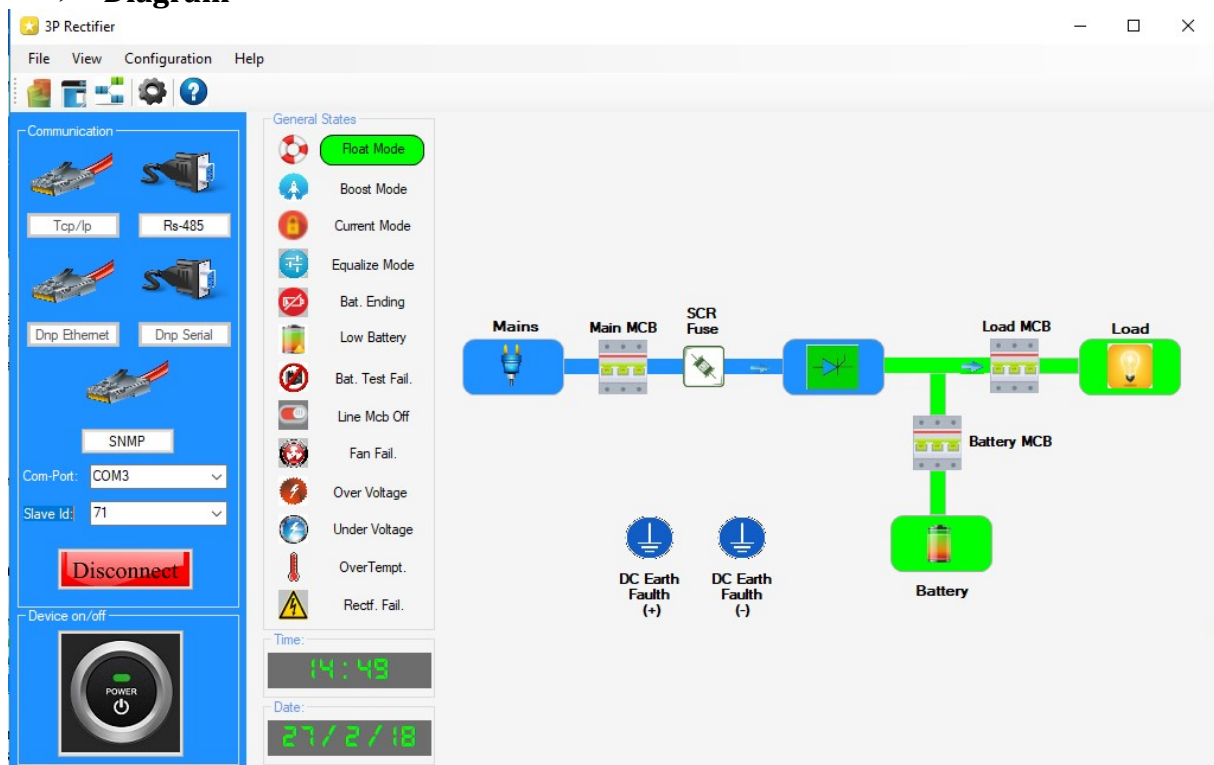 Diagram
3P Rectifier
File View Configuration Help
Communication
Tcp/Ip Rs-485
Dnp Ethernet Dnp Serial
SNMP
Com-Port: COM3
Slave Id: 71
Disconnect
Device on/off
POWER
General States
Float Mode
Boost Mode
Current Mode
Equalize Mode
Bat. Ending
Low Battery
Bat. Test Fail.
Line Mcb Off
Fan Fail.
Over Voltage
Under Voltage
OverTempt.
Rectf. Fail.
Time:
14:49
Date:
27/2/18
Mains
Main MCB
SCR
Fuse
Load MCB
Load
Battery MCB
Battery
DC Earth
Faulth
(+)
DC Earth
Faulth
(-)